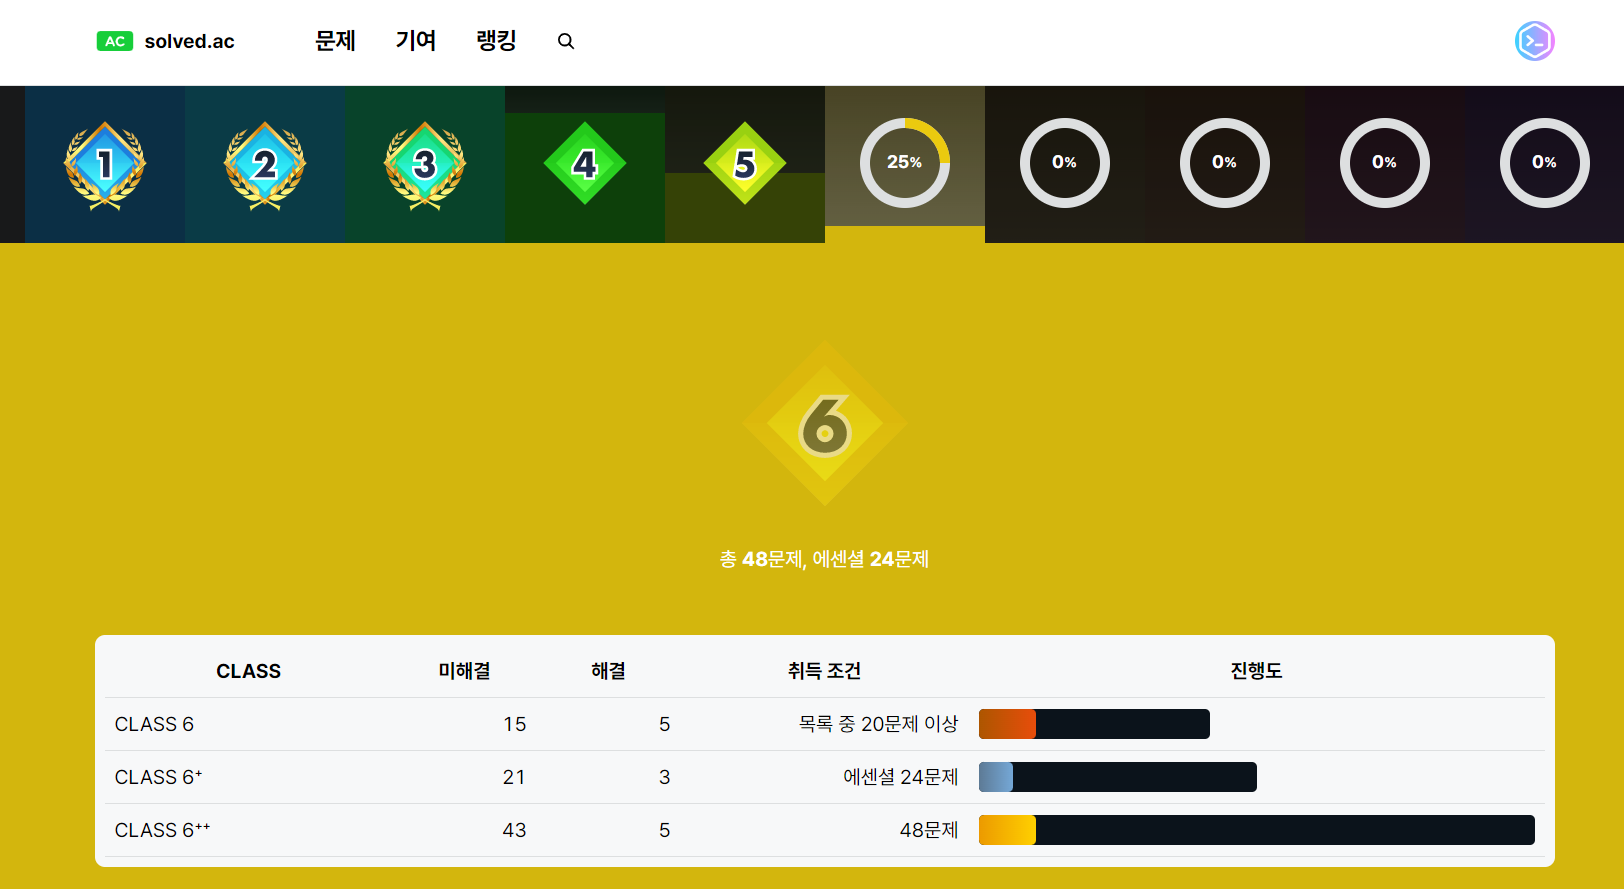 AC solved.ac 문제 기여 랭킹
1 2 3 4 5 25% 0% 0% 0% 0%
6
총 48문제, 에센셜 24문제
CLASS 미해결 해결 취득 조건 진행도
CLASS 6 15 5 목록 중 20문제 이상
CLASS 6⁺ 21 3 에센셜 24문제
CLASS 6⁺⁺ 43 5 48문제